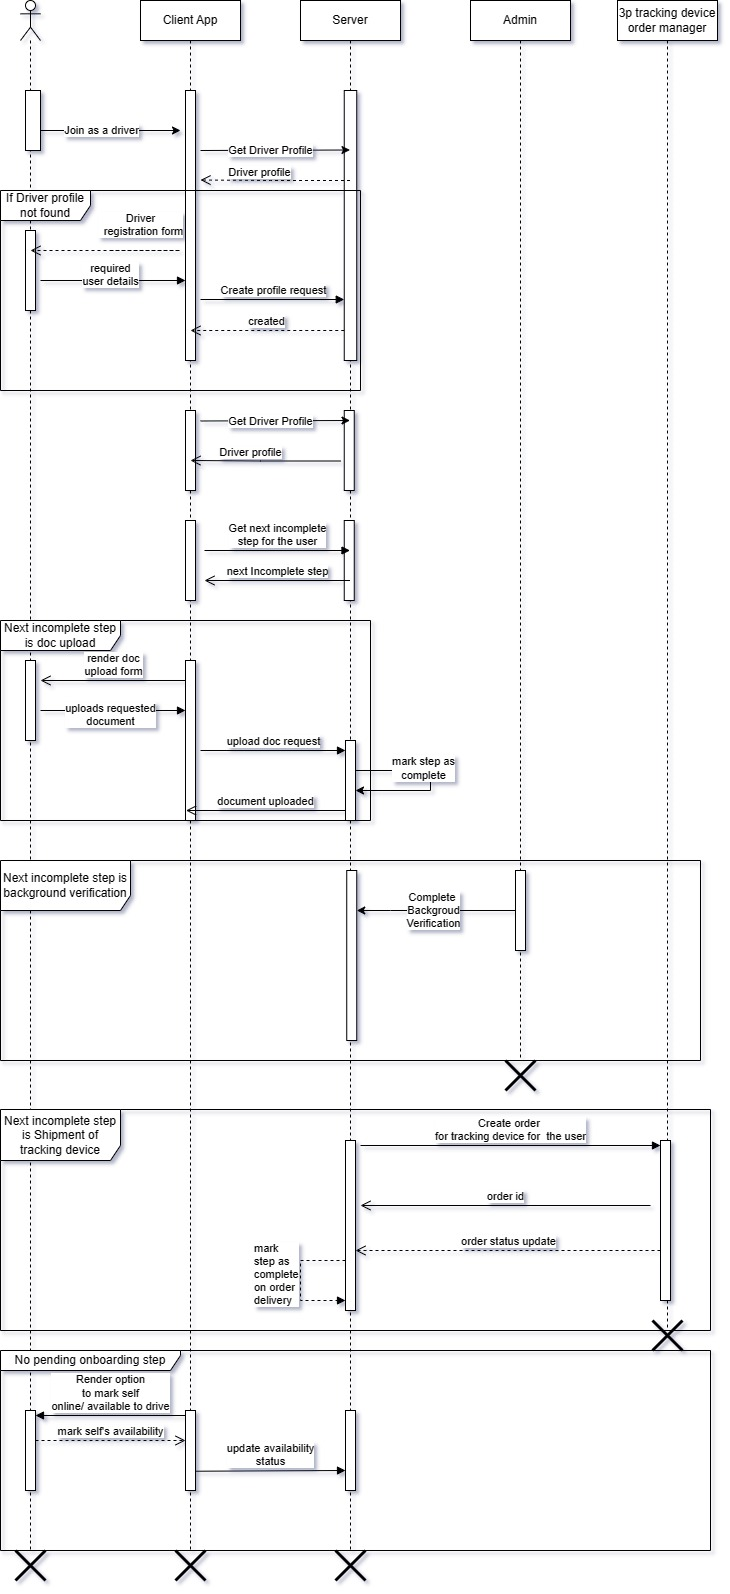 Client App
Server
Admin
3p tracking device
order manager
Join as a driver
Get Driver Profile
Driver profile
If Driver profile
not found
Driver
registration form
required
user details
Create profile request
created
Get Driver Profile
Driver profile
Get next incomplete
step for the user
next Incomplete step
Next incomplete step
is doc upload
render doc
upload form
uploads requested
document
upload doc request
mark step as
complete
document uploaded
Next incomplete step is
background verification
Complete
Backgroud
Verification
Next incomplete step
is Shipment of
tracking device
Create order
for tracking device for the user
order id
order status update
mark
step as
complete
on order
delivery
No pending onboarding step
Render option
to mark self
online/ available to drive
mark self's availability
update availability
status